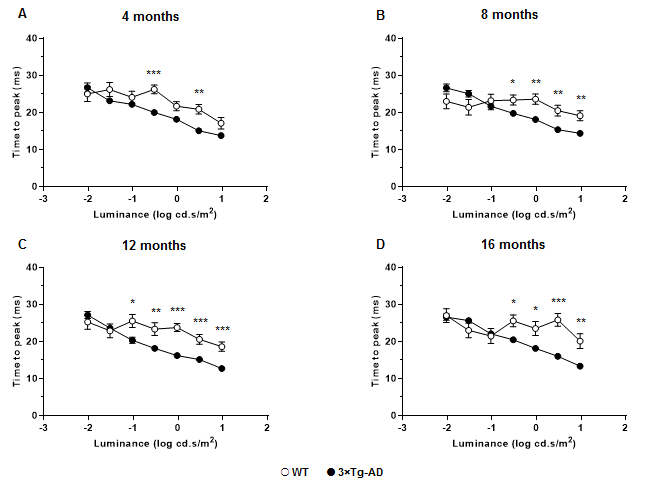 A
4 months
***
**
Time to peak (ms)
40
30
20
10
0
-3 -2 -1 0 1 2
Luminance (log cd.s/m²)
B
8 months
* ** ** **
Time to peak (ms)
40
30
20
10
0
-3 -2 -1 0 1 2
Luminance (log cd.s/m²)
C
12 months
* ** *** *** ***
Time to peak (ms)
40
30
20
10
0
-3 -2 -1 0 1 2
Luminance (log cd.s/m²)
D
16 months
* * *** **
Time to peak (ms)
40
30
20
10
0
-3 -2 -1 0 1 2
Luminance (log cd.s/m²)
WT 3×Tg-AD